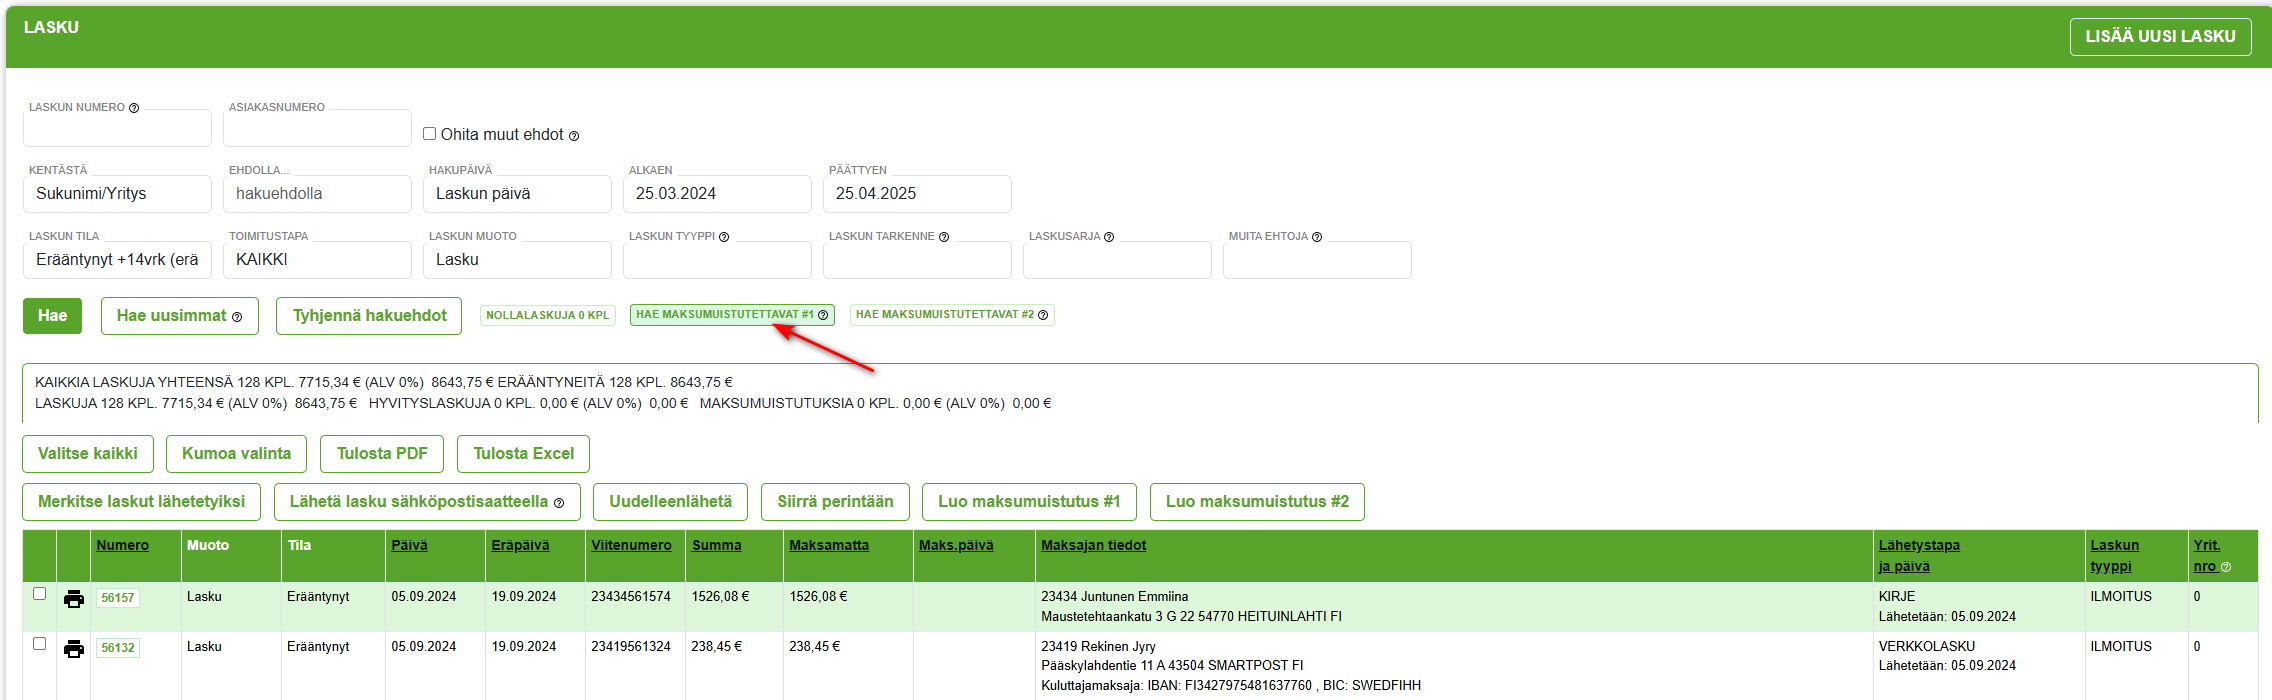 LASKU
LISÄÄ UUSI LASKU
LASKUN NUMERO
ASIAKASNUMERO
Ohita muut ehdot
KENTÄSTÄ
EHDOLLA...
HAKUPÄIVÄ
ALKAEN
PÄÄTTYEN
Sukunimi/Yritys
hakuehdolla
Laskun päivä
25.03.2024
25.04.2025
LASKUN TILA
TOIMITUSTAPA
LASKUN MUOTO
LASKUN TYYPPI
LASKUN TARKENNE
LASKUSARJA
MUITA EHTOJA
Erääntynyt +14vrk (erä
KAIKKI
Lasku
Hae
Hae uusimmat
Tyhjennä hakuehdot
NOLLALASKUJA 0 KPL
HAE MAKSUMUISTUTETTAVAT #1
HAE MAKSUMUISTUTETTAVAT #2
KAIKKIA LASKUJA YHTEENSÄ 128 KPL. 7715,34 € (ALV 0%) 8643,75 € ERÄÄNTYNEITÄ 128 KPL. 8643,75 €
LASKUJA 128 KPL. 7715,34 € (ALV 0%) 8643,75 € HYVITYSLASKUJA 0 KPL. 0,00 € (ALV 0%) 0,00 € MAKSUMUISTUTUKSIA 0 KPL. 0,00 € (ALV 0%) 0,00 €
Valitse kaikki
Kumoa valinta
Tulosta PDF
Tulosta Excel
Merkitse laskut lähetetyiksi
Lähetä lasku sähköpostisaatteella
Uudelleenlähetä
Siirrä perintään
Luo maksumuistutus #1
Luo maksumuistutus #2
Numero
Muoto
Tila
Päivä
Eräpäivä
Viitenumero
Summa
Maksamatta
Maks.päivä
Maksajan tiedot
Lähetystapa
ja päivä
Laskun
tyyppi
Yrit.
nro
56157
Lasku
Erääntynyt
05.09.2024
19.09.2024
23434561574
1526,08 €
1526,08 €
23434 Juntunen Emmiina
Maustetehtaankatu 3 G 22 54770 HEITUINLAHTI FI
KIRJE
Lähetetään: 05.09.2024
ILMOITUS
0
56132
Lasku
Erääntynyt
05.09.2024
19.09.2024
23419561324
238,45 €
238,45 €
23419 Rekinen Jyry
Pääskylahdentie 11 A 43504 SMARTPOST FI
Kuluttajamaksaja: IBAN: FI3427975481637760 , BIC: SWEDFIHH
VERKKOLASKU
Lähetetään: 05.09.2024
ILMOITUS
0